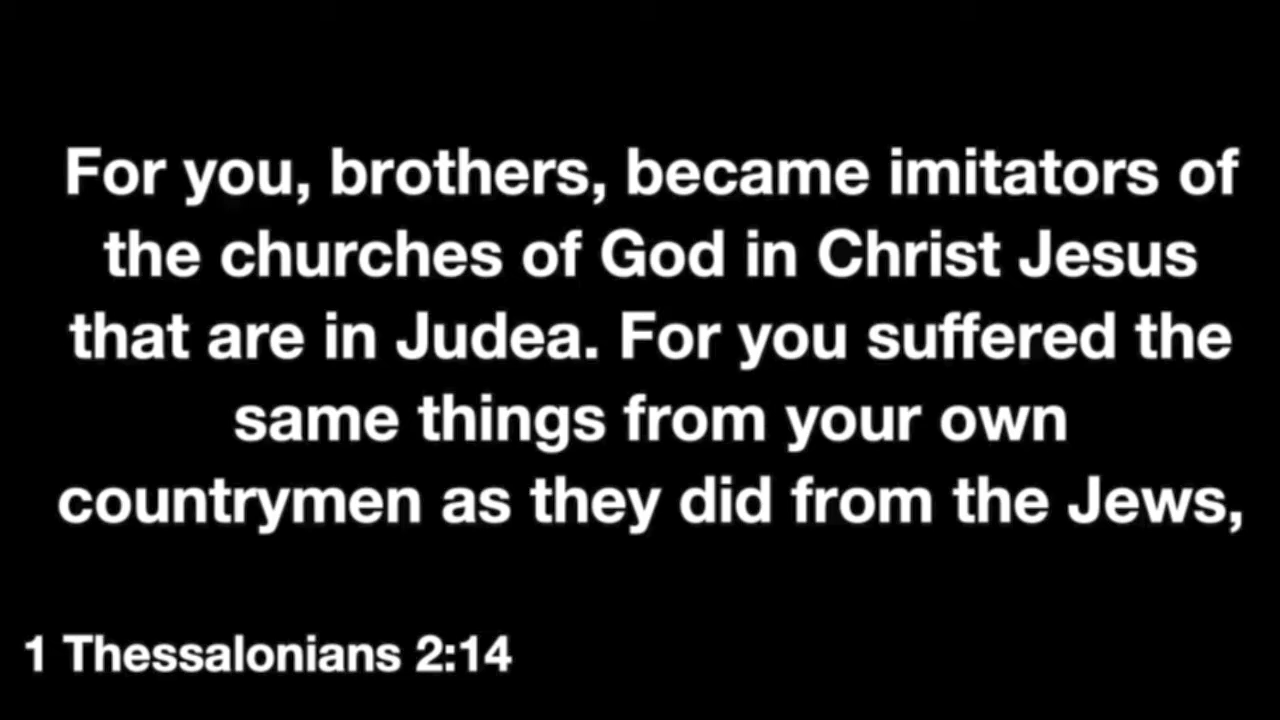 For you, brothers, became imitators of
the churches of God in Christ Jesus
that are in Judea. For you suffered the
same things from your own
countrymen as they did from the Jews,
1 Thessalonians 2:14